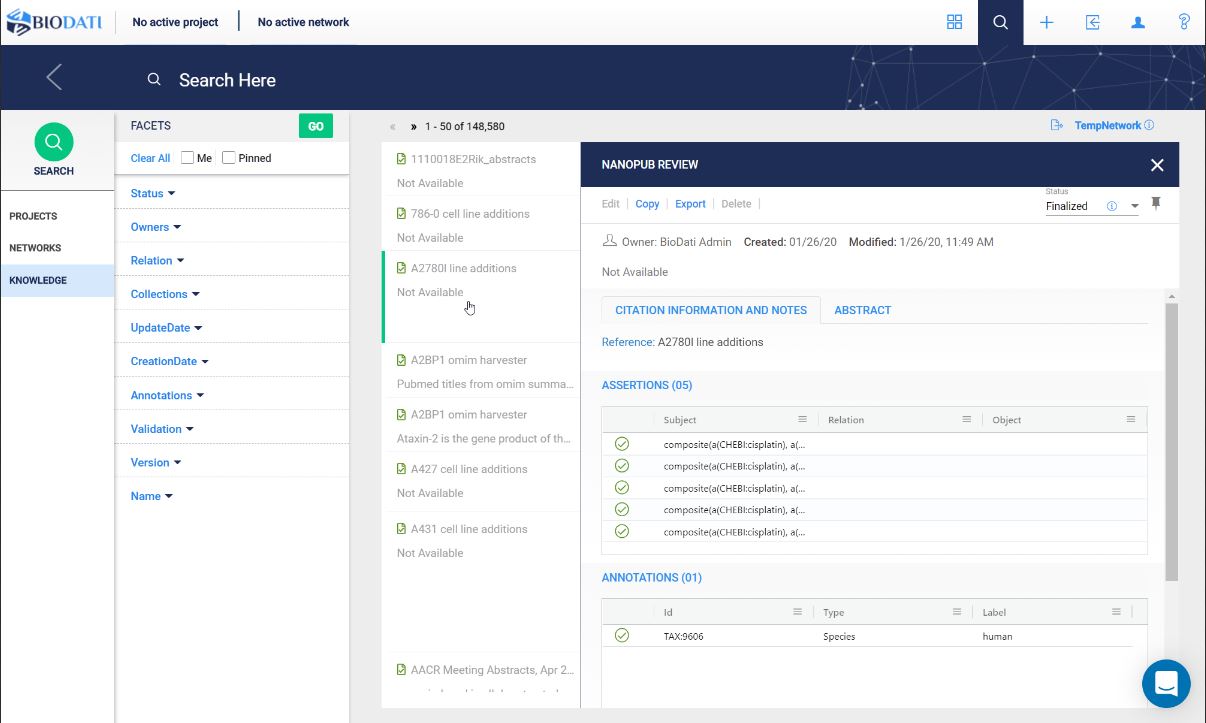 BIODATI
No active project
No active network
Search Here
SEARCH
PROJECTS
NETWORKS
KNOWLEDGE
FACETS
GO
Clear All
Me
Pinned
Status
Owners
Relation
Collections
UpdateDate
CreationDate
Annotations
Validation
Version
Name
« » 1 - 50 of 148,580
TempNetwork
1110018E2Rik_abstracts
Not Available
786-0 cell line additions
Not Available
A2780I line additions
Not Available
A2BP1 omim harvester
Pubmed titles from omim summa...
A2BP1 omim harvester
Ataxin-2 is the gene product of th...
A427 cell line additions
Not Available
A431 cell line additions
Not Available
AACR Meeting Abstracts, Apr 2...
NANOPUB REVIEW
Edit | Copy | Export | Delete |
Status
Finalized
Owner: BioDati Admin Created: 01/26/20 Modified: 1/26/20, 11:49 AM
Not Available
CITATION INFORMATION AND NOTES
ABSTRACT
Reference: A2780I line additions
ASSERTIONS (05)
Subject Relation Object
composite(a(CHEBI:cisplatin), a(...
composite(a(CHEBI:cisplatin), a(...
composite(a(CHEBI:cisplatin), a(...
composite(a(CHEBI:cisplatin), a(...
composite(a(CHEBI:cisplatin), a(...
ANNOTATIONS (01)
Id Type Label
TAX:9606 Species human